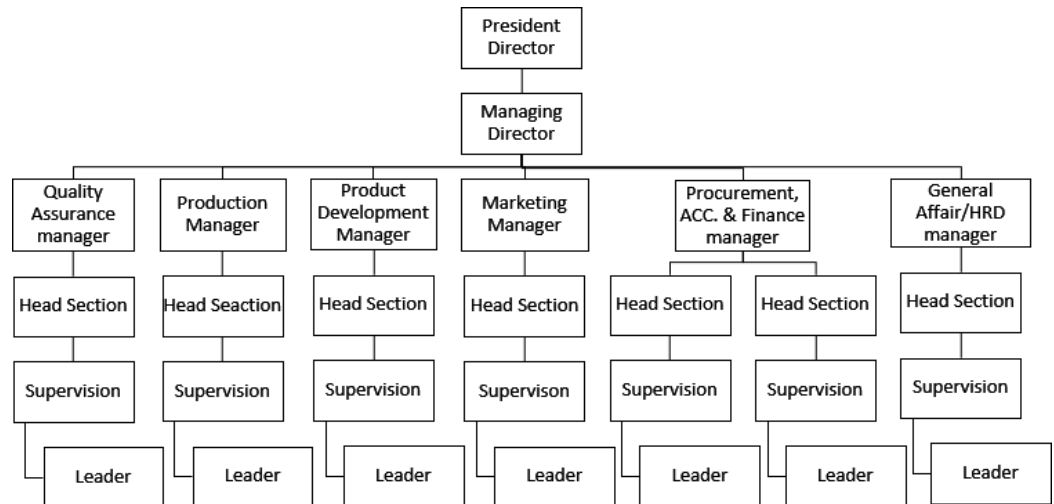 President
Director
Managing
Director
Quality
Assurance
manager
Production
Manager
Product
Development
Manager
Marketing
Manager
Procurement,
ACC. & Finance
manager
General
Affair/HRD
manager
Head Section
Head Seaction
Head Section
Head Section
Head Section
Head Section
Head Section
Supervision
Supervision
Supervision
Supervison
Supervision
Supervision
Supervision
Leader
Leader
Leader
Leader
Leader
Leader
Leader